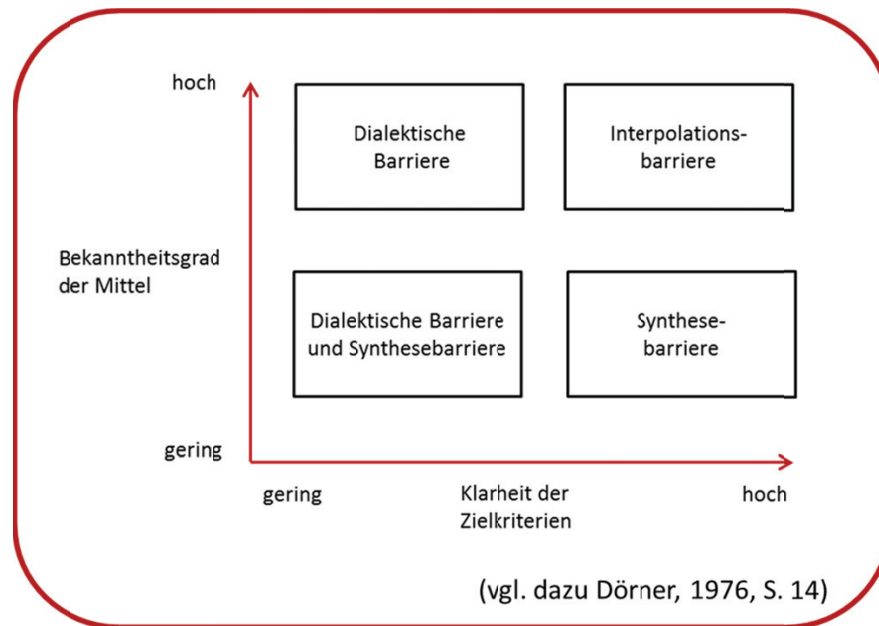 hoch
Dialektische
Barriere
Interpolations-
barriere
Bekanntheitsgrad
der Mittel
Dialektische Barriere
und Synthesebarriere
Synthese-
barriere
gering
gering
Klarheit der
Zielkriterien
hoch
(vgl. dazu Dörner, 1976, S. 14)